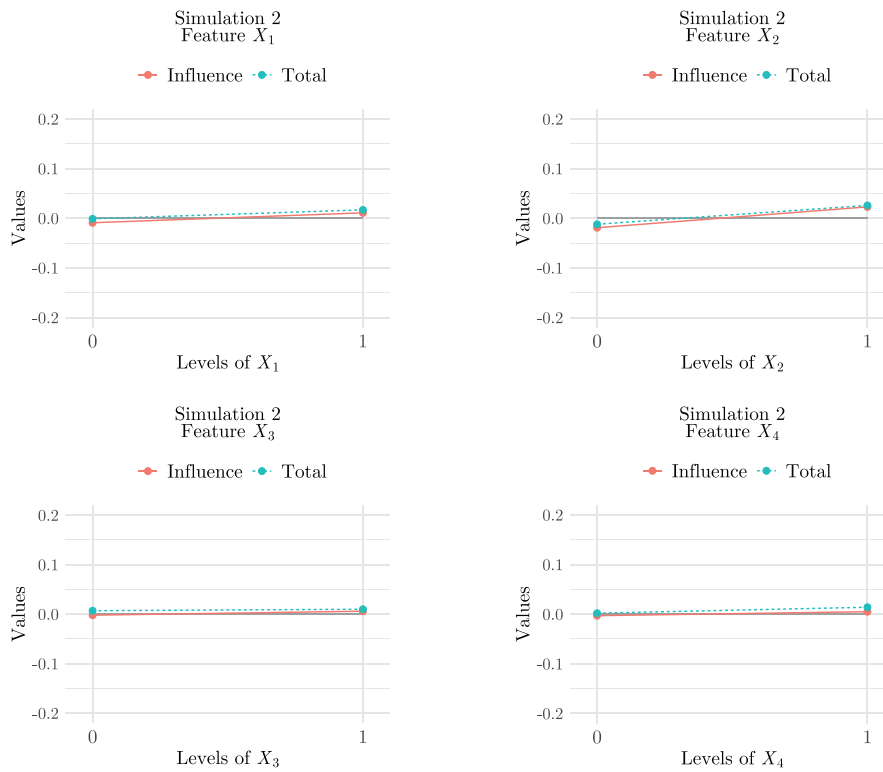 Simulation 2
Feature X₁
Influence Total
0.2
0.1
0.0
-0.1
-0.2
Values
0 1
Levels of X₁
Simulation 2
Feature X₂
Influence Total
0.2
0.1
0.0
-0.1
-0.2
Values
0 1
Levels of X₂
Simulation 2
Feature X₃
Influence Total
0.2
0.1
0.0
-0.1
-0.2
Values
0 1
Levels of X₃
Simulation 2
Feature X₄
Influence Total
0.2
0.1
0.0
-0.1
-0.2
Values
0 1
Levels of X₄